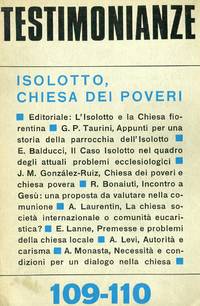 TESTIMONIANZE
ISOLOTTO,
CHIESA DEI POVERI
■ Editoriale: L'Isolotto e la Chiesa fio-
rentina ■ G. P. Taurini, Appunti per una
storia della parrocchia dell'Isolotto ■
E. Balducci, Il Caso Isolotto nel quadro
degli attuali problemi ecclesiologici ■
J. M. González-Ruiz, Chiesa dei poveri e
chiesa povera ■ R. Bonaiuti, Incontro a
Gesù: una proposta da valutare nella co-
munione ■ A. Laurentin, La chiesa so-
cietà internazionale o comunità eucari-
stica? ■ E. Lanne, Premesse e problemi
della chiesa locale ■ A. Levi, Autorità e
carisma ■ A. Monasta, Necessità e con-
dizioni per un dialogo nella chiesa ■
109-110